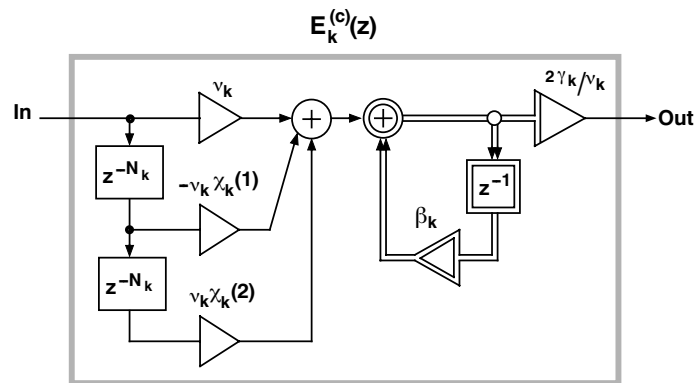 E_k^(c)(z)
ν_k
2γ_k/ν_k
In
+
+
Out
z^−N_k
−ν_k χ_k(1)
z^−1
β_k
z^−N_k
ν_k χ_k(2)